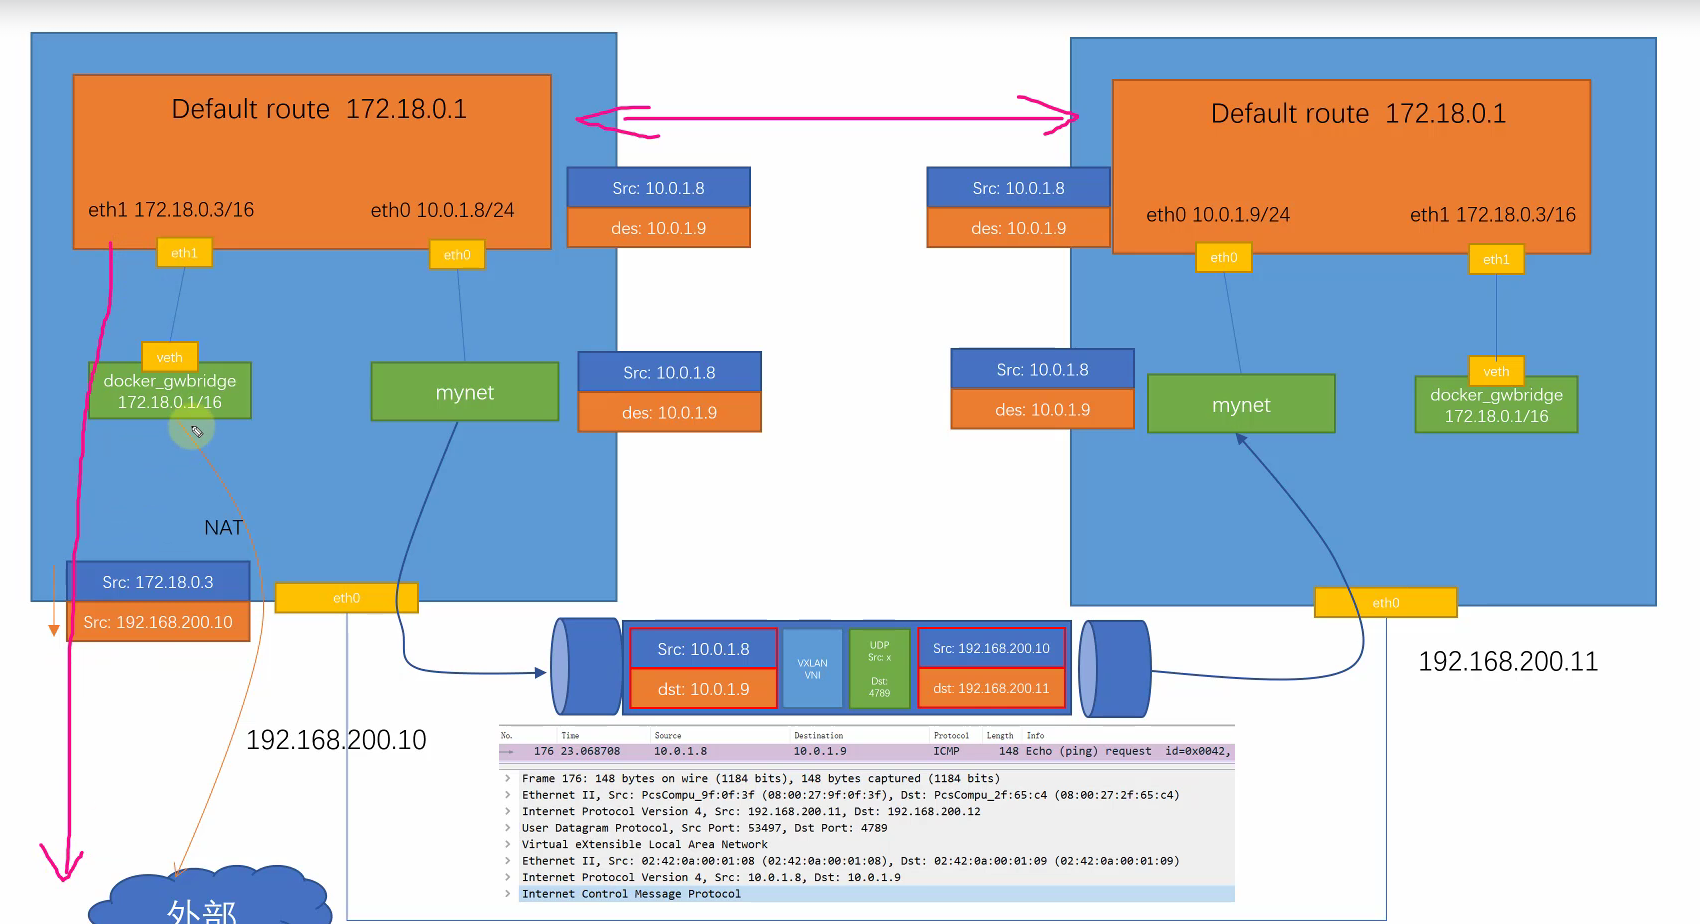 Default route 172.18.0.1
eth1 172.18.0.3/16
eth0 10.0.1.8/24
eth1
eth0
veth
docker_gwbridge
172.18.0.1/16
mynet
NAT
Src: 172.18.0.3
Src: 192.168.200.10
eth0
192.168.200.10
外部
Src: 10.0.1.8
des: 10.0.1.9
Src: 10.0.1.8
des: 10.0.1.9
Src: 10.0.1.8
des: 10.0.1.9
Src: 10.0.1.8
des: 10.0.1.9
Default route 172.18.0.1
eth0 10.0.1.9/24
eth1 172.18.0.3/16
eth0
eth1
mynet
veth
docker_gwbridge
172.18.0.1/16
eth0
192.168.200.11
Src: 10.0.1.8
dst: 10.0.1.9
VXLAN
VNI
UDP
Src: x
Dst:
4789
Src: 192.168.200.10
dst: 192.168.200.11
No. Time Source Destination Protocol Length Info
176 23.068708 10.0.1.8 10.0.1.9 ICMP 148 Echo (ping) request id=0x0042,
Frame 176: 148 bytes on wire (1184 bits), 148 bytes captured (1184 bits)
Ethernet II, Src: PcsCompu_9f:0f:3f (08:00:27:9f:0f:3f), Dst: PcsCompu_2f:65:c4 (08:00:27:2f:65:c4)
Internet Protocol Version 4, Src: 192.168.200.11, Dst: 192.168.200.12
User Datagram Protocol, Src Port: 53497, Dst Port: 4789
Virtual eXtensible Local Area Network
Ethernet II, Src: 02:42:0a:00:01:08 (02:42:0a:00:01:08), Dst: 02:42:0a:00:01:09 (02:42:0a:00:01:09)
Internet Protocol Version 4, Src: 10.0.1.8, Dst: 10.0.1.9
Internet Control Message Protocol